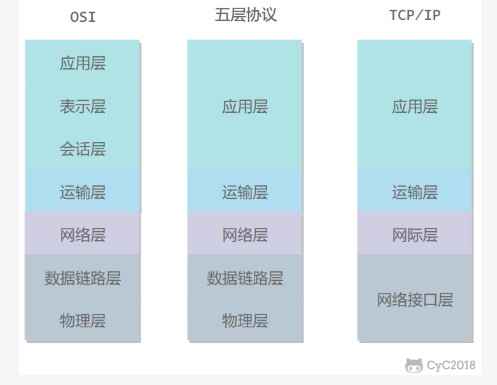 OSI
应用层
表示层
会话层
运输层
网络层
数据链路层
物理层
五层协议
应用层
运输层
网络层
数据链路层
物理层
TCP/IP
应用层
运输层
网际层
网络接口层
CyC2018